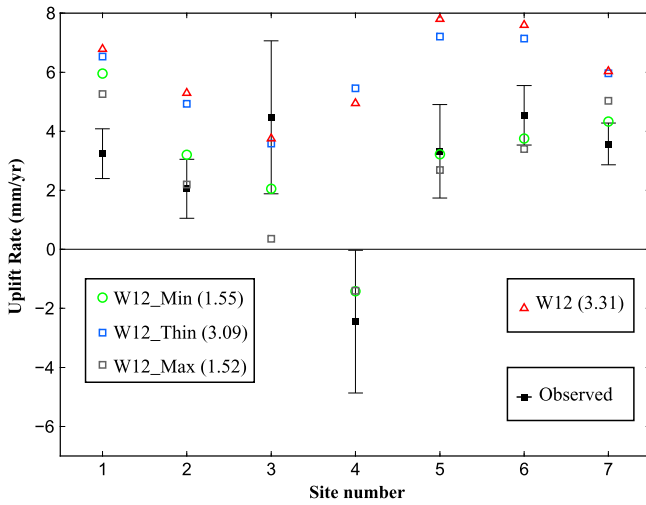 8
6
4
2
0
−2
−4
−6
Uplift Rate (mm/yr)
W12_Min (1.55)
W12_Thin (3.09)
W12_Max (1.52)
W12 (3.31)
Observed
1 2 3 4 5 6 7
Site number